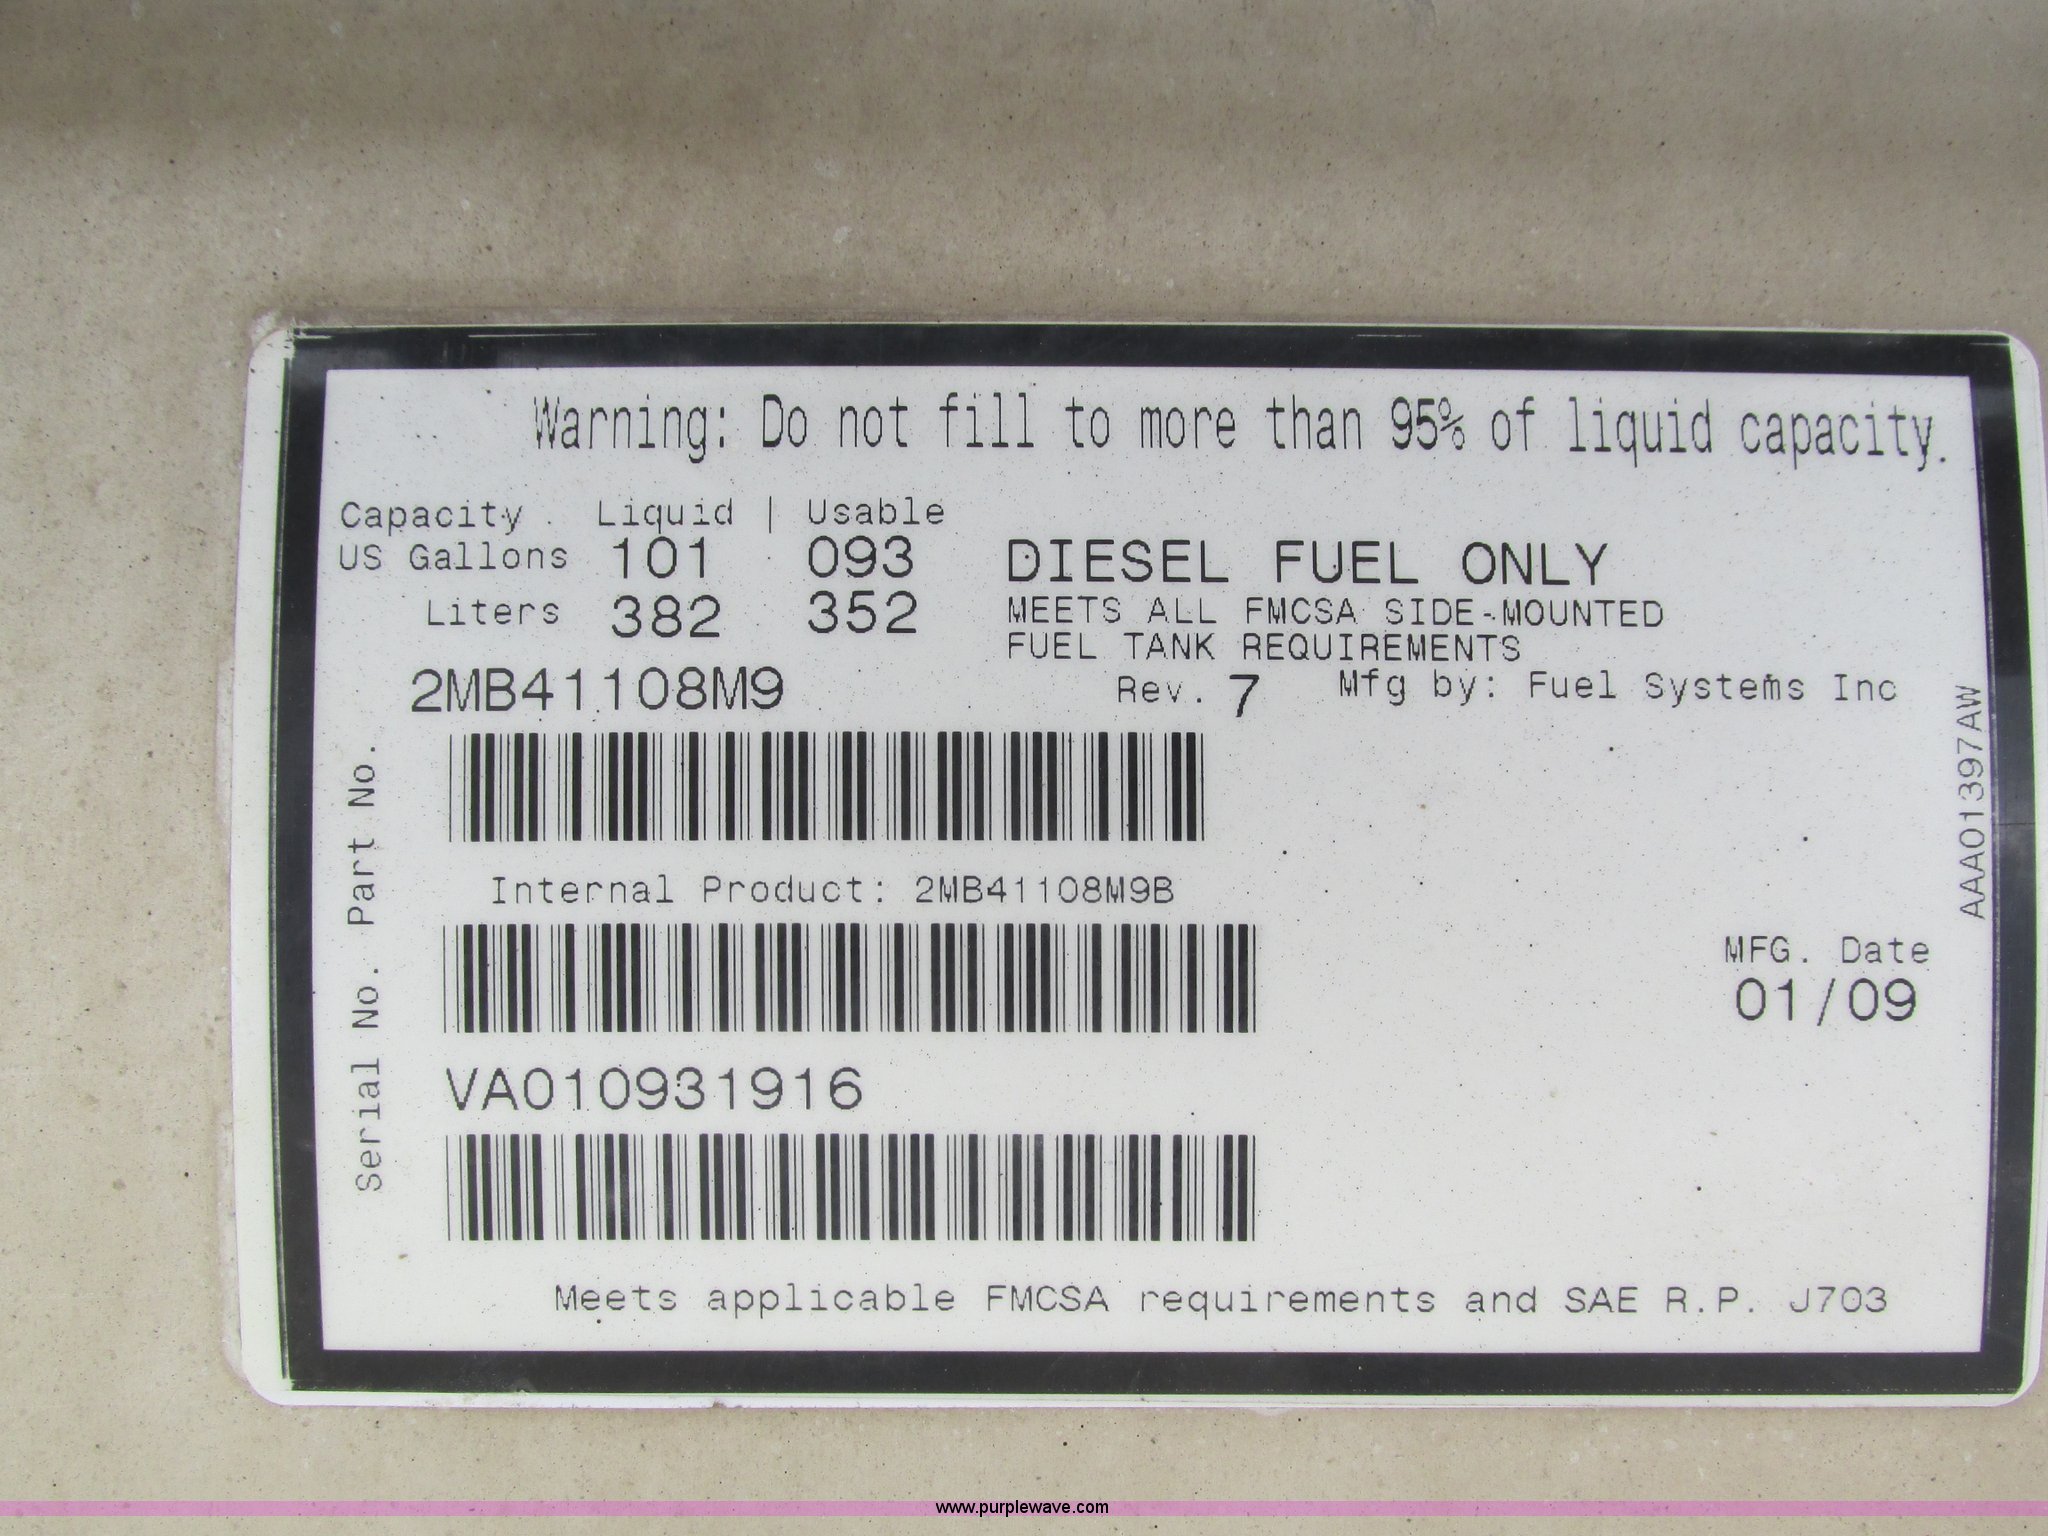 Warning: Do not fill to more than 95% of liquid capacity.
Capacity Liquid | Usable
US Gallons 101 093
Liters 382 352
DIESEL FUEL ONLY
MEETS ALL FMCSA SIDE-MOUNTED
FUEL TANK REQUIREMENTS
2MB41108M9
Rev. 7 Mfg by: Fuel Systems Inc
Part No.
Internal Product: 2MB41108M9B
AAA01397AW
MFG. Date
01/09
Serial No.
VA010931916
Meets applicable FMCSA requirements and SAE R.P. J703
www.purplewave.com